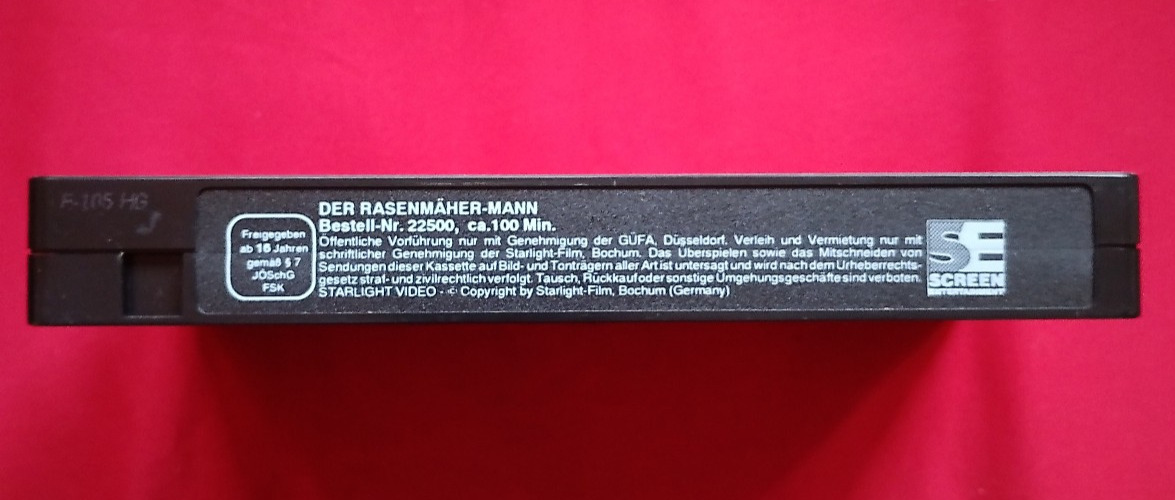 E-105 HG
Freigegeben
ab 16 Jahren
gemäß § 7
JÖSchG
FSK
DER RASENMÄHER-MANN
Bestell-Nr. 22500, ca.100 Min.
Öffentliche Vorführung nur mit Genehmigung der GÜFA, Düsseldorf. Verleih und Vermietung nur mit
schriftlicher Genehmigung der Starlight-Film, Bochum. Das Überspielen sowie das Mitschneiden von
Sendungen dieser Kassette auf Bild- und Tonträgern aller Art ist untersagt und wird nach dem Urheberrechts-
gesetz straf- und zivilrechtlich verfolgt. Tausch, Rückkauf oder sonstige Umgehungsgeschäfte sind verboten.
STARLIGHT VIDEO - © Copyright by Starlight-Film, Bochum (Germany)
SE
SCREEN
ENTERTAINMENT